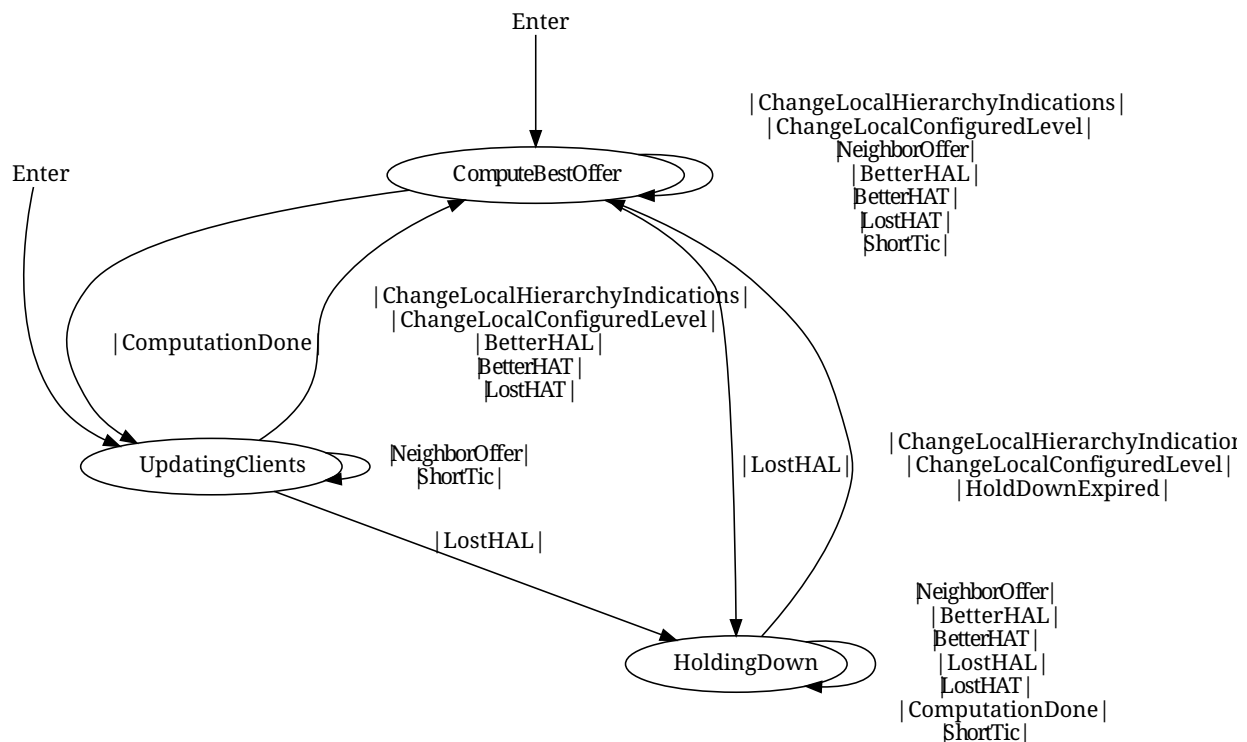 Enter
|ChangeLocalHierarchyIndications|
|ChangeLocalConfiguredLevel|
|NeighborOffer|
|BetterHAL|
|BetterHAT|
|LostHAT|
|ShortTic|
Enter
ComputeBestOffer
|ChangeLocalHierarchyIndications|
|ChangeLocalConfiguredLevel|
|BetterHAL|
|BetterHAT|
|LostHAT|
|ComputationDone|
UpdatingClients
|NeighborOffer|
|ShortTic|
|LostHAL|
|ChangeLocalHierarchyIndication
|ChangeLocalConfiguredLevel|
|HoldDownExpired|
|LostHAL|
HoldingDown
|NeighborOffer|
|BetterHAL|
|BetterHAT|
|LostHAL|
|LostHAT|
|ComputationDone|
|ShortTic|